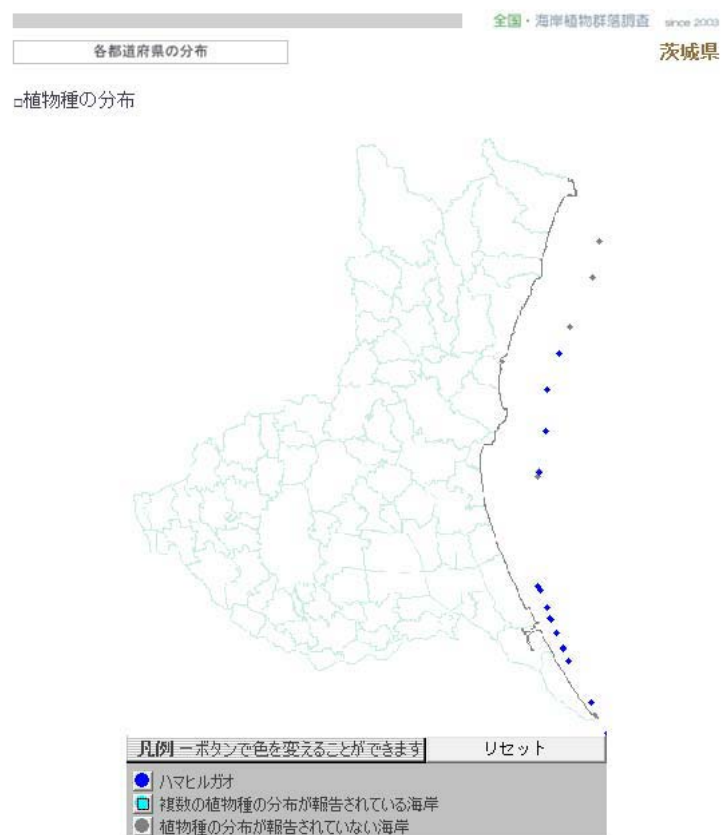 全国・海岸植物群落調査 since 2003
各都道府県の分布
茨城県
□植物種の分布
凡例 ーボタンで色を変えることができます
リセット
ハマヒルガオ
複数の植物種の分布が報告されている海岸
植物種の分布が報告されていない海岸